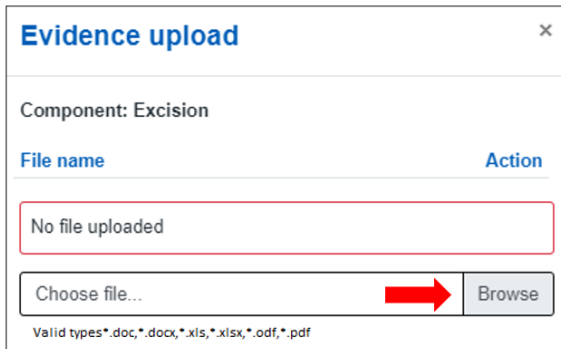 Evidence upload ×
Component: Excision
File name Action
No file uploaded
Choose file... Browse
Valid types*.doc,*.docx,*.xls,*.xlsx,*.odf,*.pdf